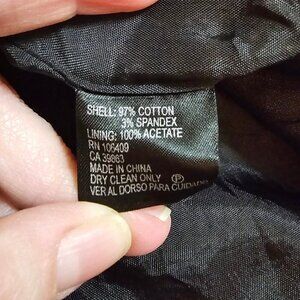 SHELL: 97% COTTON
3% SPANDEX
LINING: 100% ACETATE
RN 106409
CA 39863
MADE IN CHINA
DRY CLEAN ONLY Ⓟ
VER AL DORSO PARA CUIDADO